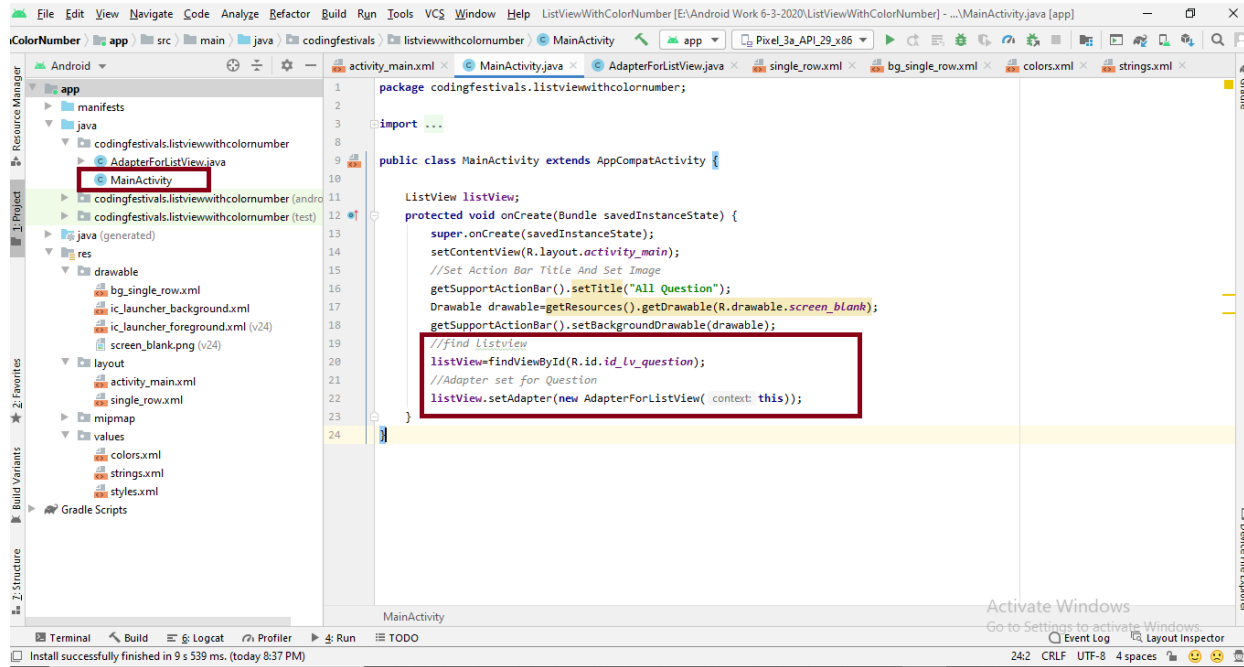 File Edit View Navigate Code Analyze Refactor Build Run Tools VCS Window Help ListViewWithColorNumber [E:\Android Work 6-3-2020\ListViewWithColorNumber] - ...\MainActivity.java [app]
ColorNumber app src main java codingfestivals listviewwithcolornumber MainActivity app Pixel_3a_API_29_x86
Android activity_main.xml MainActivity.java AdapterForListView.java single_row.xml bg_single_row.xml colors.xml strings.xml
Resource Manager
1: Project
2: Favorites
Build Variants
7: Structure
app
manifests
java
codingfestivals.listviewwithcolornumber
AdapterForListView.java
MainActivity
codingfestivals.listviewwithcolornumber (andro
codingfestivals.listviewwithcolornumber (test)
java (generated)
res
drawable
bg_single_row.xml
ic_launcher_background.xml
ic_launcher_foreground.xml (v24)
screen_blank.png (v24)
layout
activity_main.xml
single_row.xml
mipmap
values
colors.xml
strings.xml
styles.xml
Gradle Scripts
1 package codingfestivals.listviewwithcolornumber;
2
3 import ...
8
9 public class MainActivity extends AppCompatActivity {
10
11 ListView listView;
12 protected void onCreate(Bundle savedInstanceState) {
13 super.onCreate(savedInstanceState);
14 setContentView(R.layout.activity_main);
15 //Set Action Bar Title And Set Image
16 getSupportActionBar().setTitle("All Question");
17 Drawable drawable=getResources().getDrawable(R.drawable.screen_blank);
18 getSupportActionBar().setBackgroundDrawable(drawable);
19 //find listview
20 listView=findViewById(R.id.id_lv_question);
21 //Adapter set for Question
22 listView.setAdapter(new AdapterForListView( context: this));
23 }
24 }
MainActivity
Activate Windows
Go to Settings to activate Windows.
Terminal Build 6: Logcat Profiler 4: Run TODO Event Log Layout Inspector
Install successfully finished in 9 s 539 ms. (today 8:37 PM) 24:2 CRLF UTF-8 4 spaces